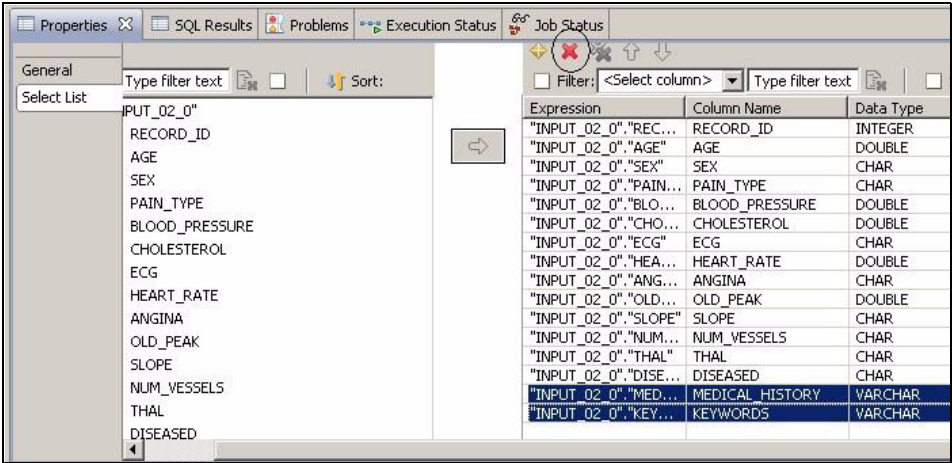 Properties SQL Results Problems Execution Status Job Status
General
Select List
Type filter text Sort:
Filter: <Select column> Type filter text
IPUT_02_0"
RECORD_ID
AGE
SEX
PAIN_TYPE
BLOOD_PRESSURE
CHOLESTEROL
ECG
HEART_RATE
ANGINA
OLD_PEAK
SLOPE
NUM_VESSELS
THAL
DISEASED
Expression Column Name Data Type
"INPUT_02_0"."REC... RECORD_ID INTEGER
"INPUT_02_0"."AGE" AGE DOUBLE
"INPUT_02_0"."SEX" SEX CHAR
"INPUT_02_0"."PAIN... PAIN_TYPE CHAR
"INPUT_02_0"."BLO... BLOOD_PRESSURE DOUBLE
"INPUT_02_0"."CHO... CHOLESTEROL DOUBLE
"INPUT_02_0"."ECG" ECG CHAR
"INPUT_02_0"."HEA... HEART_RATE DOUBLE
"INPUT_02_0"."ANG... ANGINA CHAR
"INPUT_02_0"."OLD... OLD_PEAK DOUBLE
"INPUT_02_0"."SLOPE" SLOPE CHAR
"INPUT_02_0"."NUM... NUM_VESSELS CHAR
"INPUT_02_0"."THAL" THAL CHAR
"INPUT_02_0"."DISE... DISEASED CHAR
"INPUT_02_0"."MED... MEDICAL_HISTORY VARCHAR
"INPUT_02_0"."KEY... KEYWORDS VARCHAR